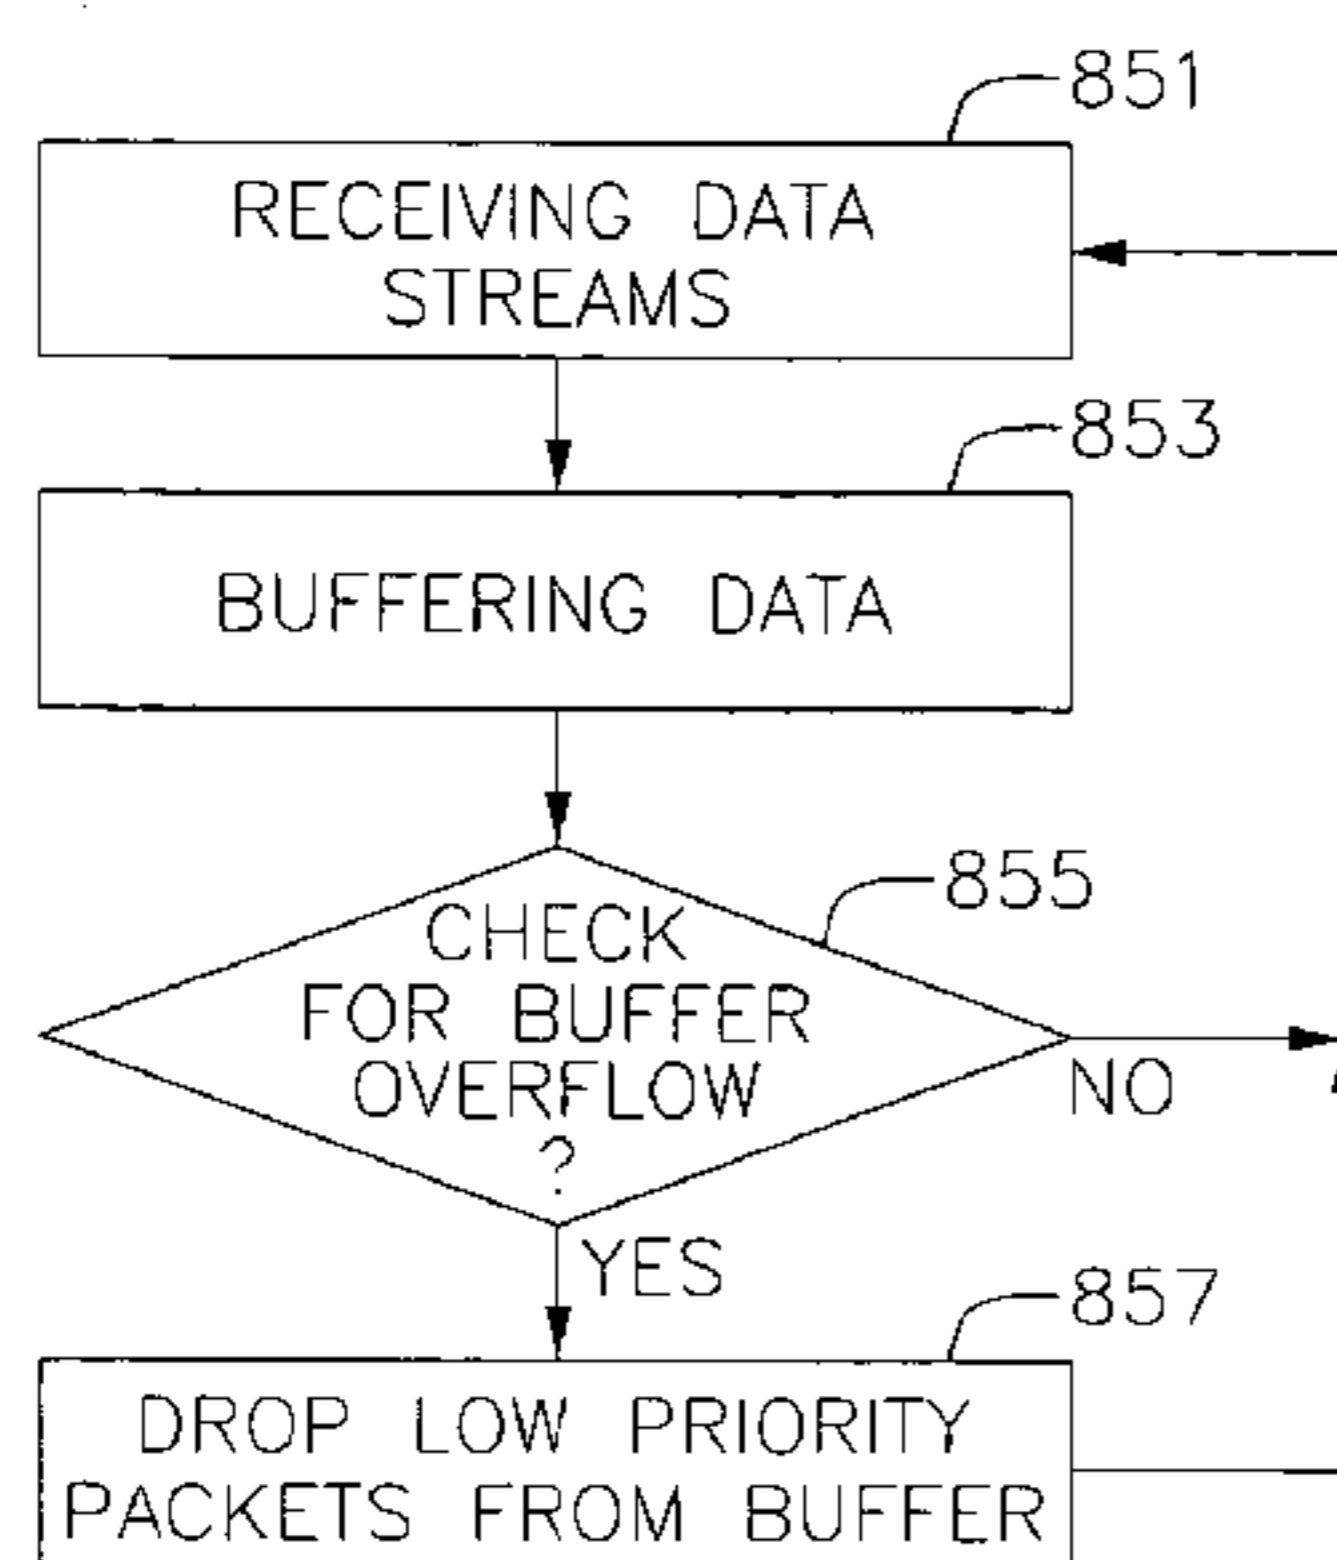 851
RECEIVING DATA
STREAMS
853
BUFFERING DATA
855
CHECK
FOR BUFFER
OVERFLOW
?
NO
YES
857
DROP LOW PRIORITY
PACKETS FROM BUFFER